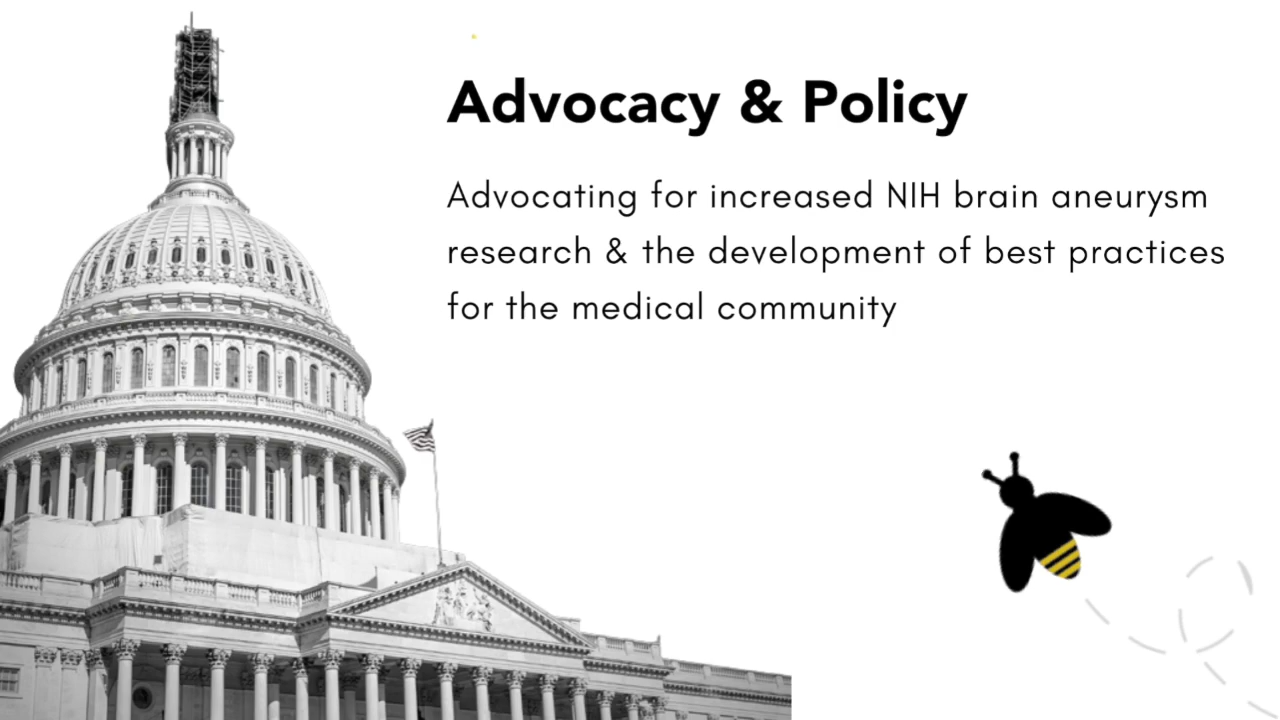 Advocacy & Policy
Advocating for increased NIH brain aneurysm
research & the development of best practices
for the medical community